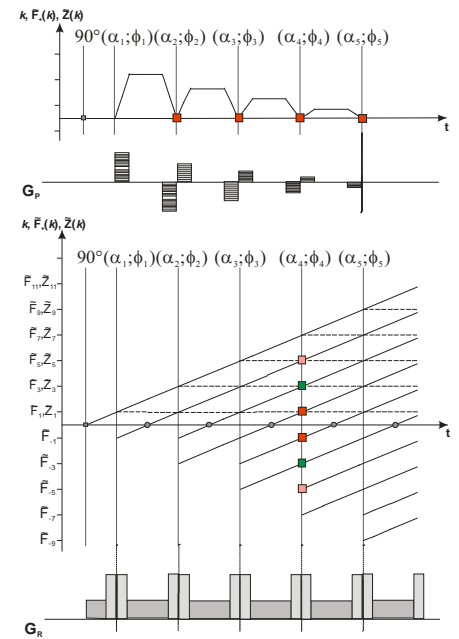 k, F̃₊(k), Z̃(k)
90°(α₁;ϕ₁)(α₂;ϕ₂) (α₃;ϕ₃) (α₄;ϕ₄) (α₅;ϕ₅)
t
G_P
k, F̃₊(k), Z̃(k)
90°(α₁;ϕ₁)(α₂;ϕ₂) (α₃;ϕ₃) (α₄;ϕ₄) (α₅;ϕ₅)
F̃₁₁,Z̃₁₁
F̃₉,Z̃₉
F̃₇,Z̃₇
F̃₅,Z̃₅
F̃₃,Z̃₃
F̃₁,Z̃₁
t
F̃₋₁
F̃₋₃
F̃₋₅
F̃₋₇
F̃₋₉
G_R